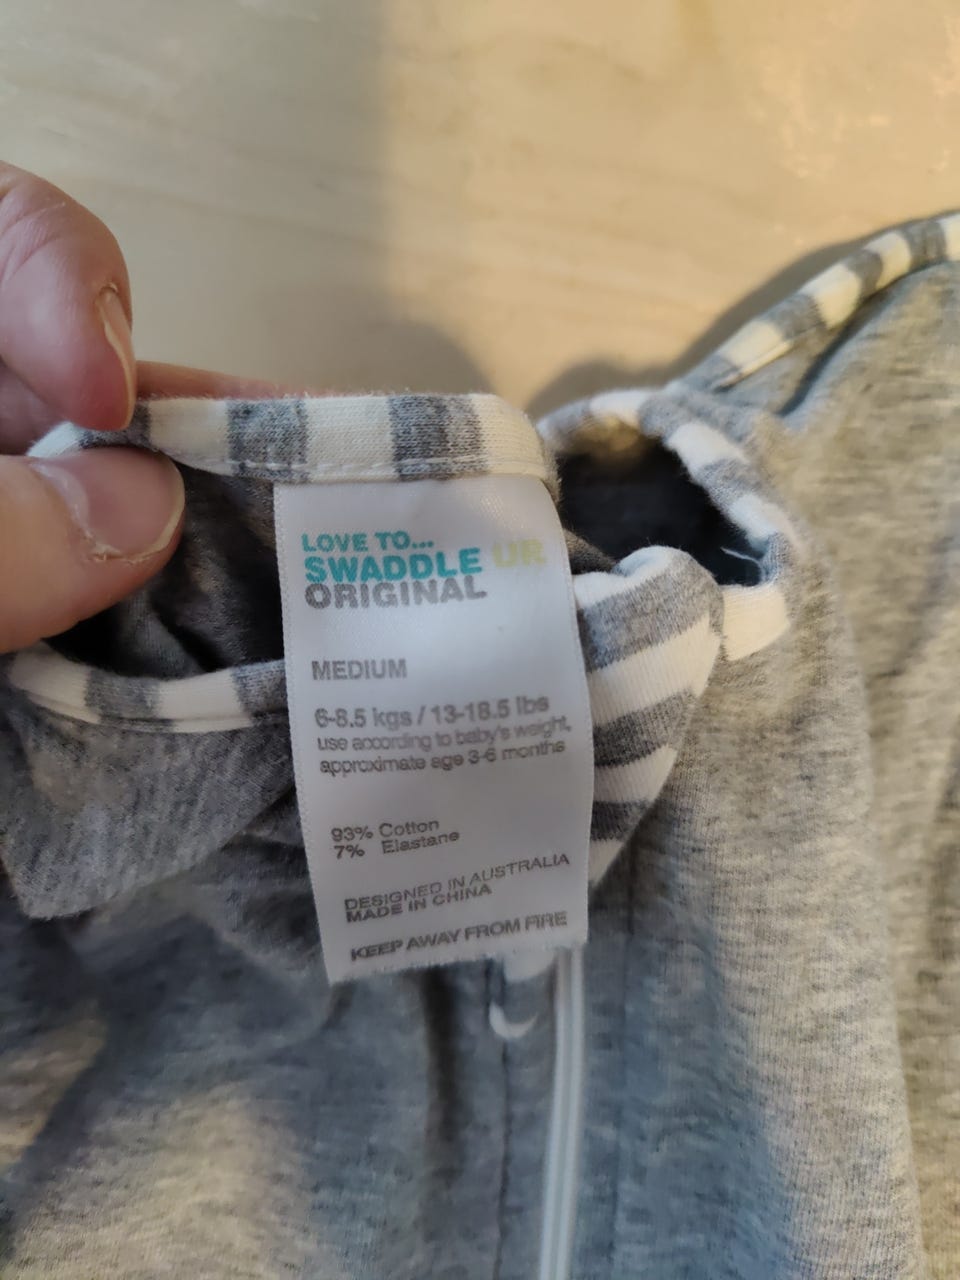 LOVE TO...
SWADDLE UP
ORIGINAL
MEDIUM
6-8.5 kgs / 13-18.5 lbs
use according to baby's weight,
approximate age 3-6 months
93% Cotton
7% Elastane
DESIGNED IN AUSTRALIA
MADE IN CHINA
KEEP AWAY FROM FIRE